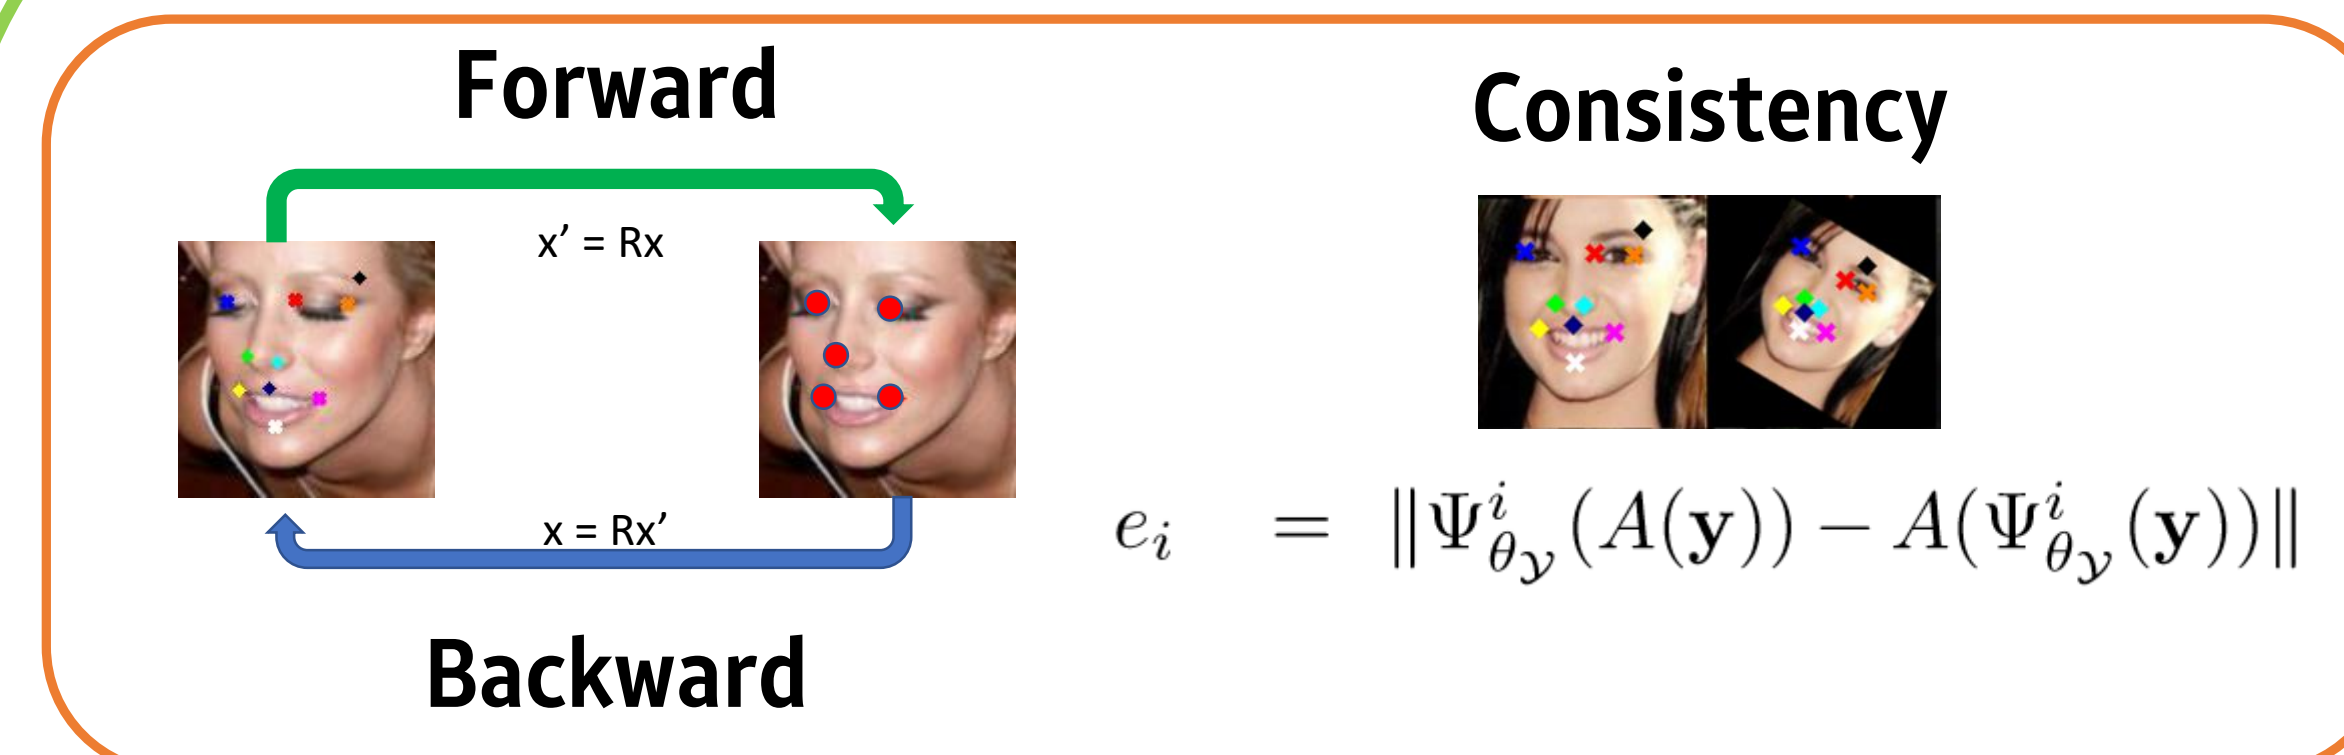 Forward
x’ = Rx
x = Rx’
Backward
Consistency
e_i = ‖Ψ^i_{θ_𝒴}(A(𝐲)) − A(Ψ^i_{θ_𝒴}(𝐲))‖